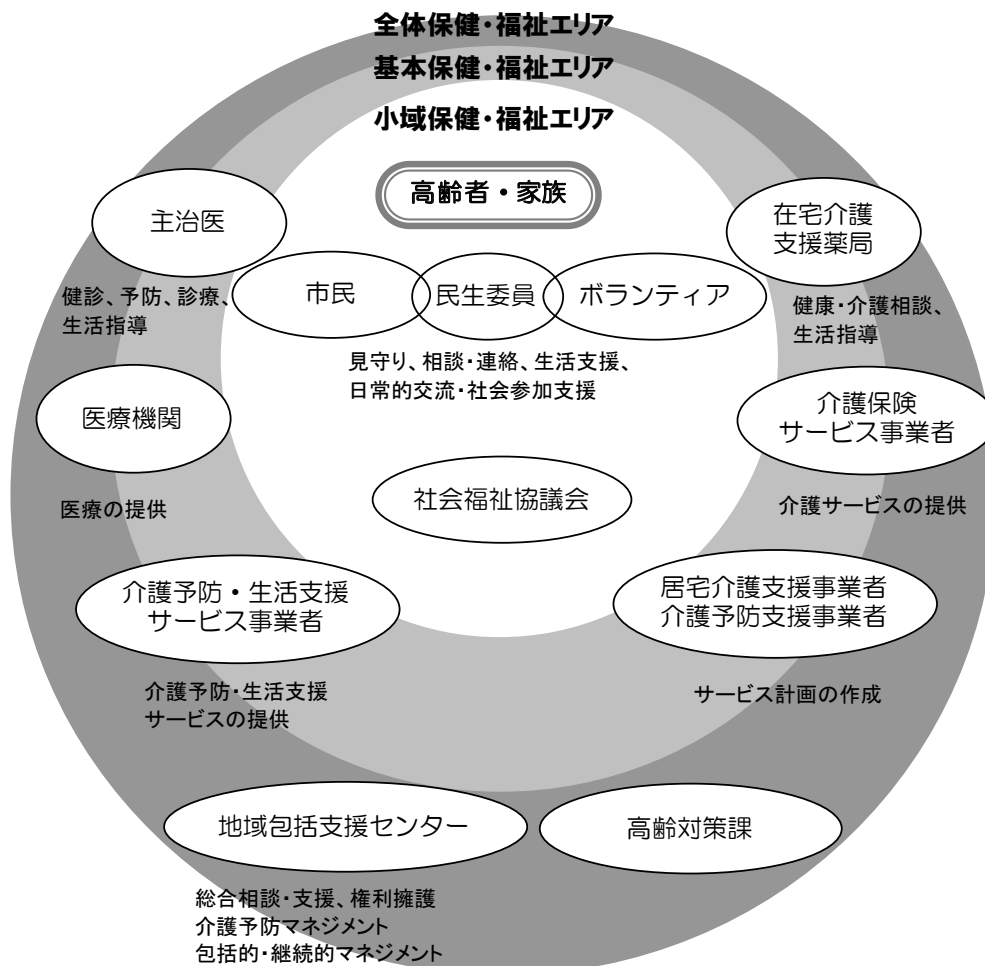 全体保健・福祉エリア
基本保健・福祉エリア
小域保健・福祉エリア
高齢者・家族
主治医
健診、予防、診療、
生活指導
在宅介護
支援薬局
健康・介護相談、
生活指導
市民
民生委員
ボランティア
見守り、相談・連絡、生活支援、
日常的交流・社会参加支援
医療機関
医療の提供
介護保険
サービス事業者
介護サービスの提供
社会福祉協議会
介護予防・生活支援
サービス事業者
介護予防・生活支援
サービスの提供
居宅介護支援事業者
介護予防支援事業者
サービス計画の作成
地域包括支援センター
総合相談・支援、権利擁護
介護予防マネジメント
包括的・継続的マネジメント
高齢対策課